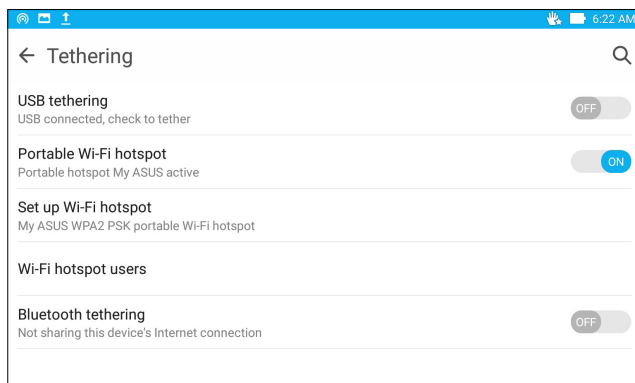 6:22 AM
Tethering
USB tethering
OFF
USB connected, check to tether
Portable Wi-Fi hotspot
ON
Portable hotspot My ASUS active
Set up Wi-Fi hotspot
My ASUS WPA2 PSK portable Wi-Fi hotspot
Wi-Fi hotspot users
Bluetooth tethering
OFF
Not sharing this device's Internet connection